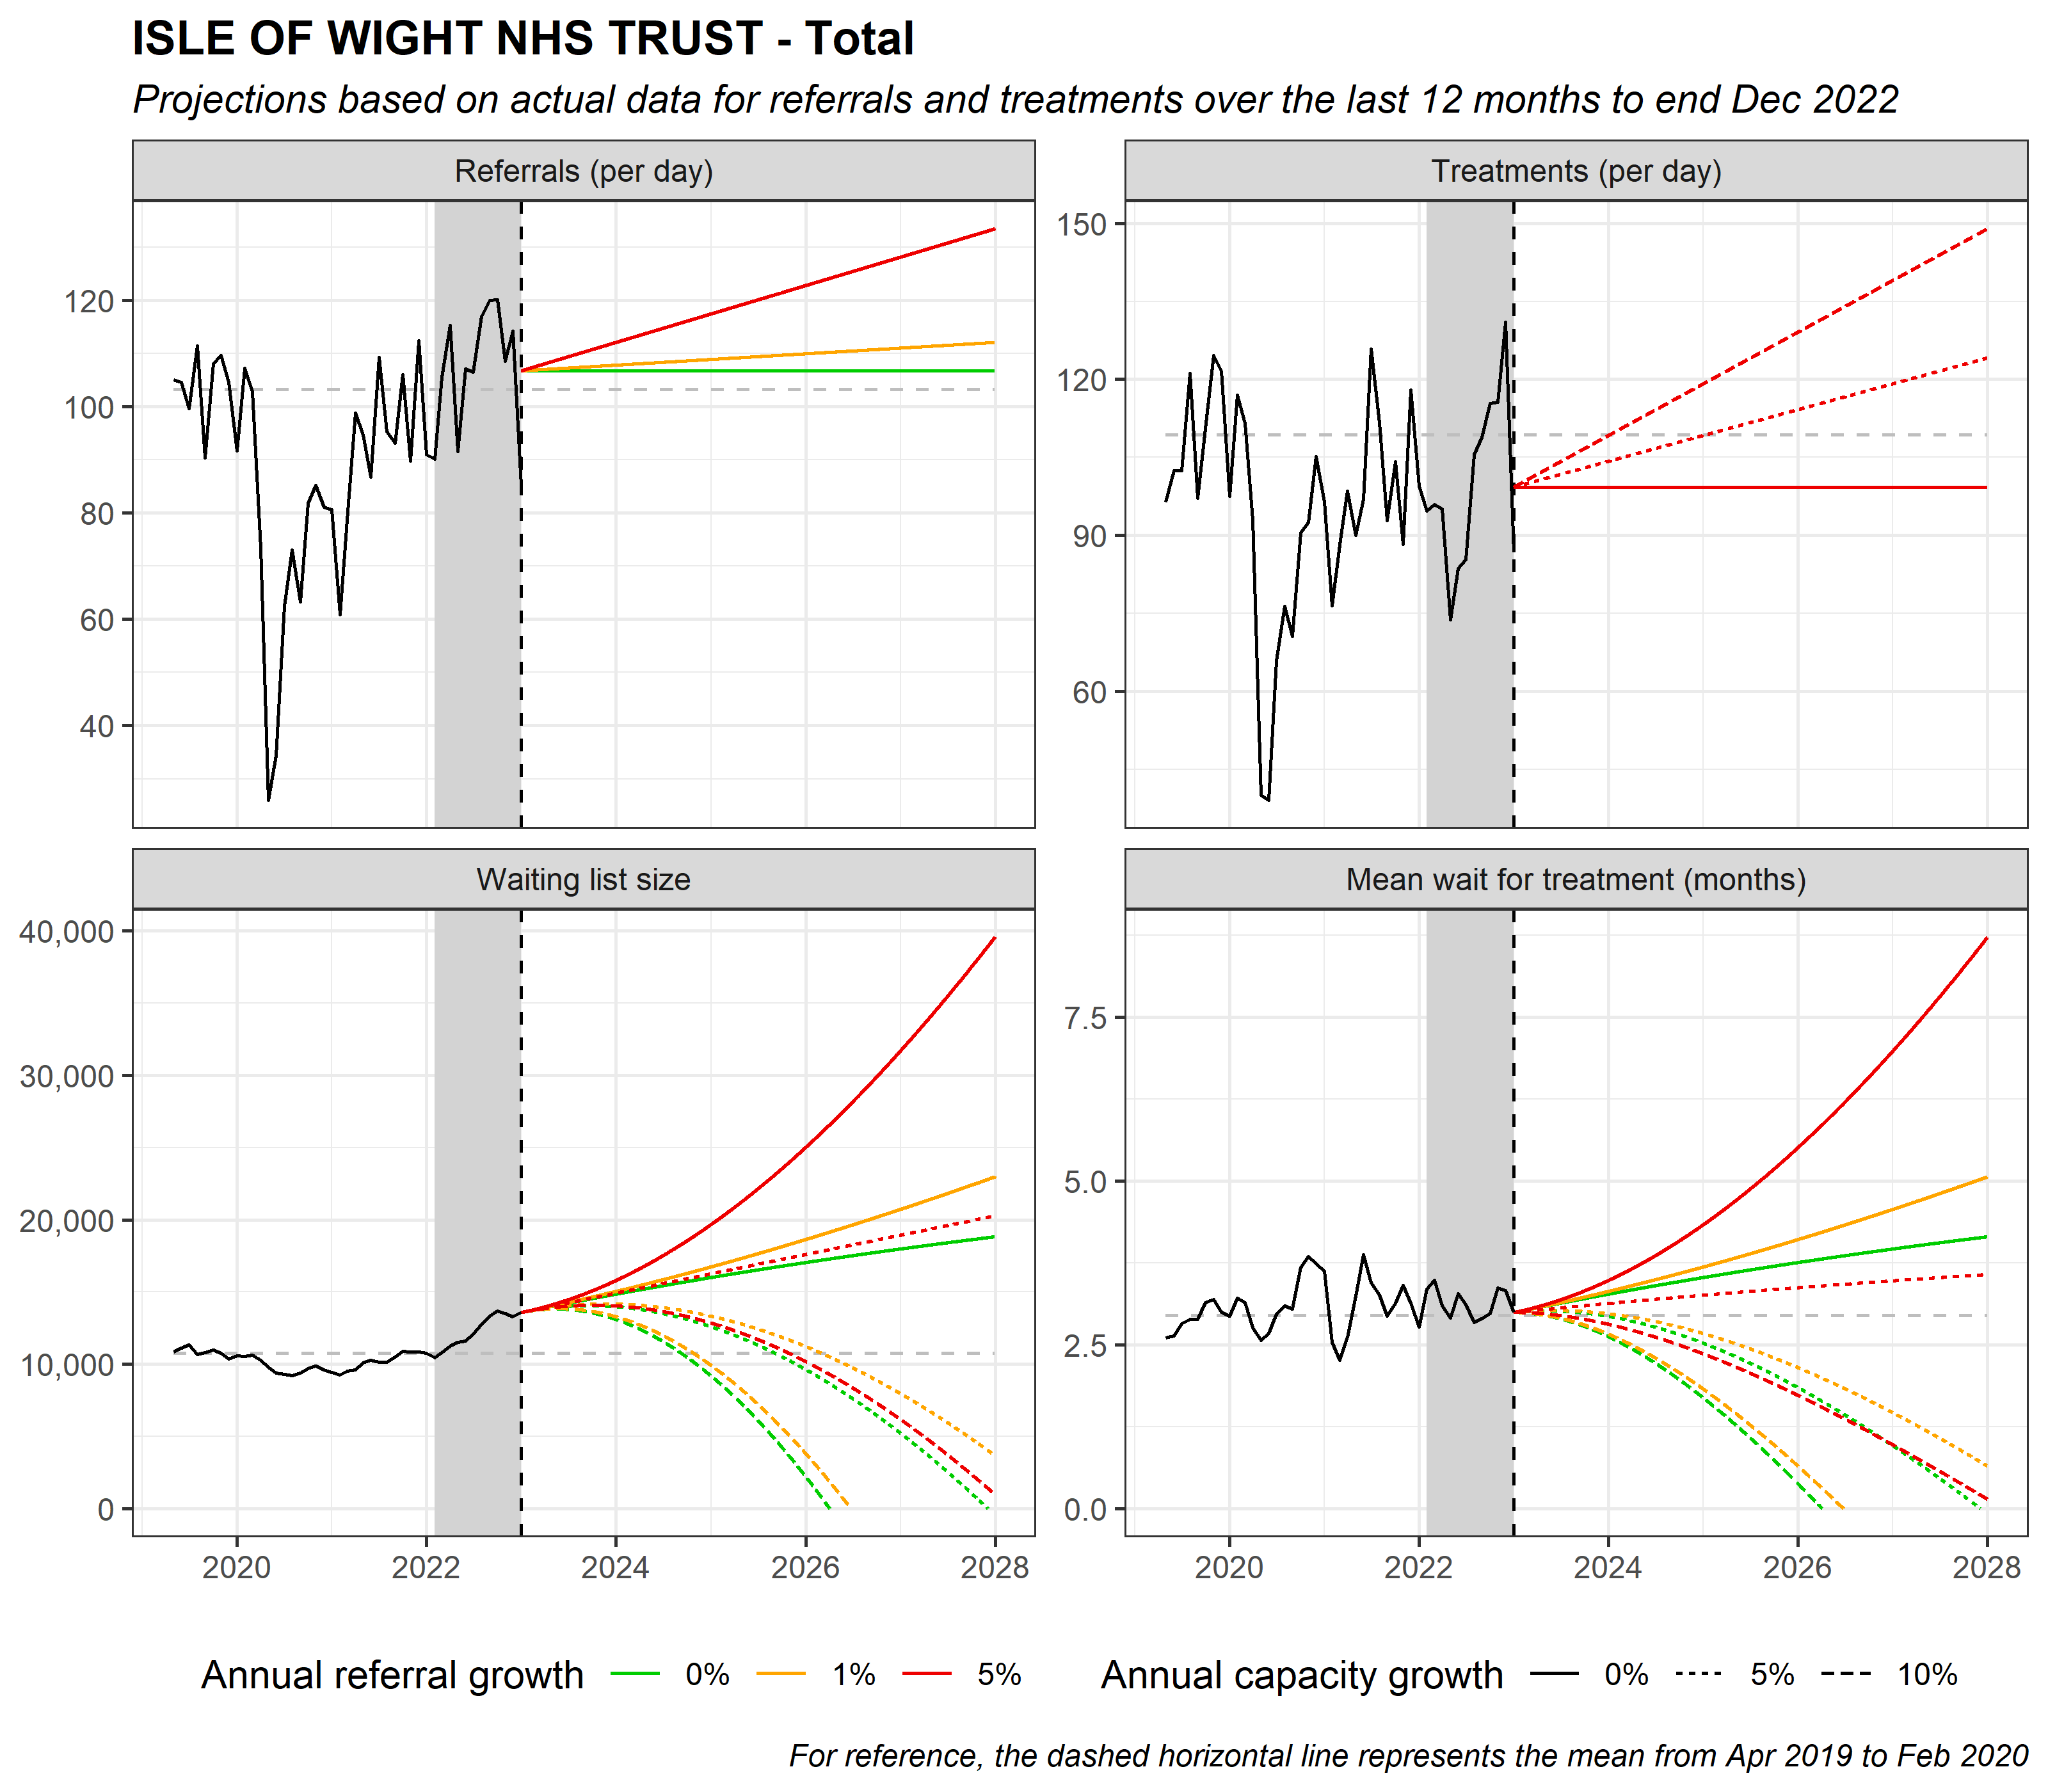 ISLE OF WIGHT NHS TRUST - Total
Projections based on actual data for referrals and treatments over the last 12 months to end Dec 2022
Referrals (per day)
120
100
80
60
40
Treatments (per day)
150
120
90
60
Waiting list size
40,000
30,000
20,000
10,000
0
2020 2022 2024 2026 2028
Mean wait for treatment (months)
7.5
5.0
2.5
0.0
2020 2022 2024 2026 2028
Annual referral growth 0% 1% 5%
Annual capacity growth 0% 5% 10%
For reference, the dashed horizontal line represents the mean from Apr 2019 to Feb 2020